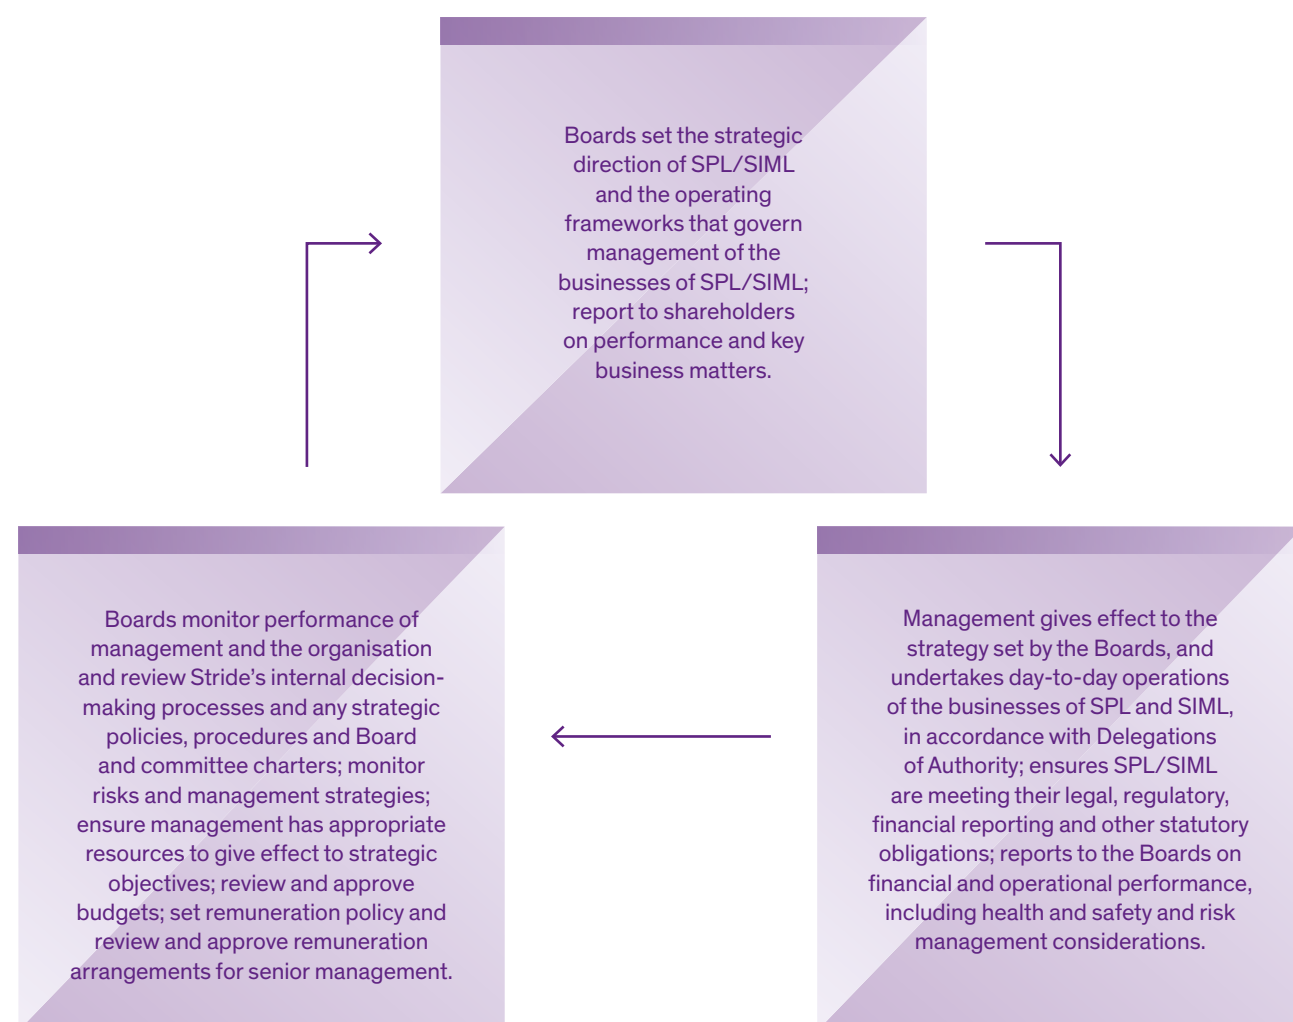 Boards set the strategic
direction of SPL/SIML
and the operating
frameworks that govern
management of the
businesses of SPL/SIML;
report to shareholders
on performance and key
business matters.
Boards monitor performance of
management and the organisation
and review Stride’s internal decision-
making processes and any strategic
policies, procedures and Board
and committee charters; monitor
risks and management strategies;
ensure management has appropriate
resources to give effect to strategic
objectives; review and approve
budgets; set remuneration policy and
review and approve remuneration
arrangements for senior management.
Management gives effect to the
strategy set by the Boards, and
undertakes day-to-day operations
of the businesses of SPL and SIML,
in accordance with Delegations
of Authority; ensures SPL/SIML
are meeting their legal, regulatory,
financial reporting and other statutory
obligations; reports to the Boards on
financial and operational performance,
including health and safety and risk
management considerations.